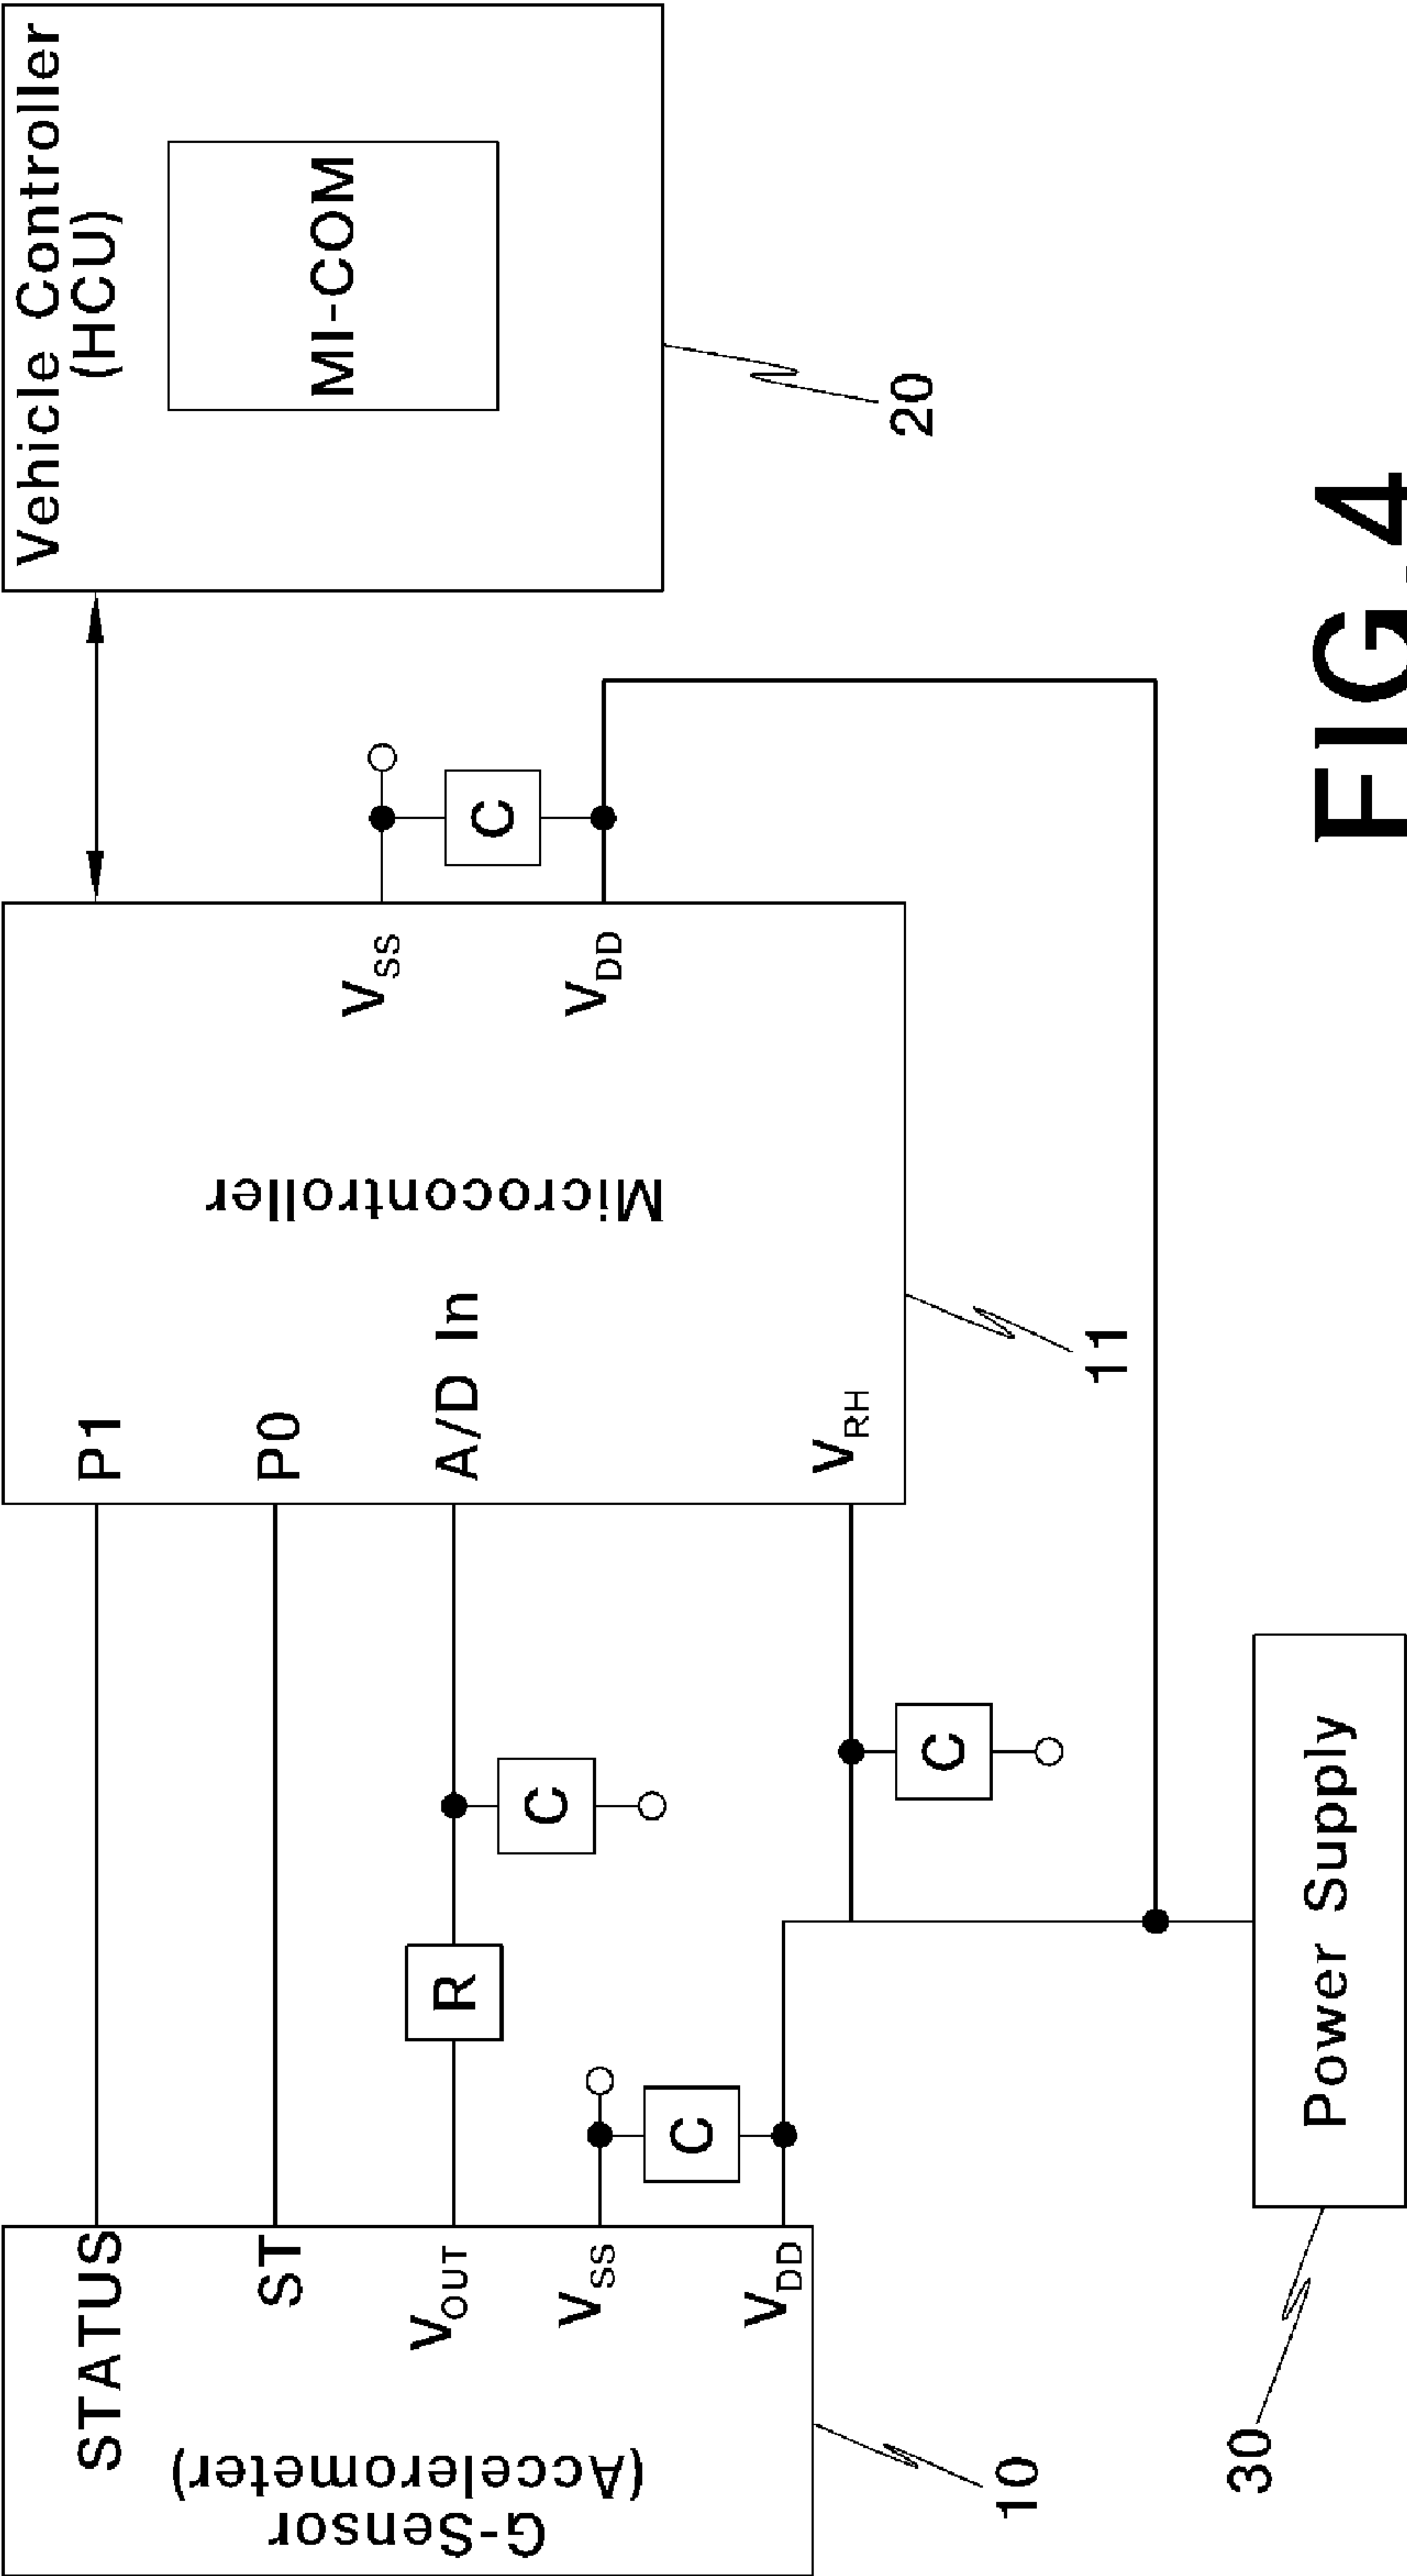 G-Sensor
(Accelerometer)
STATUS
ST
VOUT
VSS
VDD
10
R
C
C
C
P1
P0
A/D In
VRH
Microcontroller
VSS
VDD
11
C
Vehicle Controller
(HCU)
MI-COM
20
Power Supply
30
FIG.4